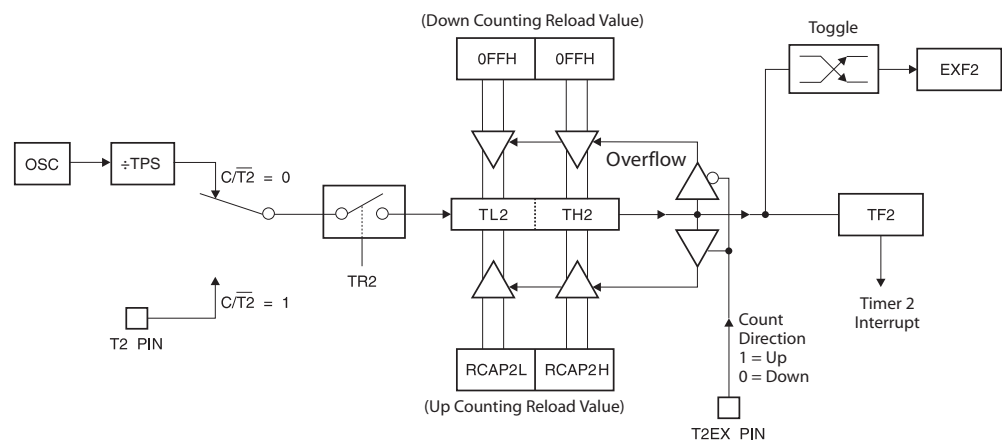 (Down Counting Reload Value)
Toggle
0FFH
0FFH
EXF2
OSC
÷TPS
Overflow
C/T2̅ = 0
TL2
TH2
TF2
TR2
C/T2̅ = 1
T2 PIN
Timer 2
Interrupt
Count
Direction
1 = Up
0 = Down
RCAP2L
RCAP2H
(Up Counting Reload Value)
T2EX PIN